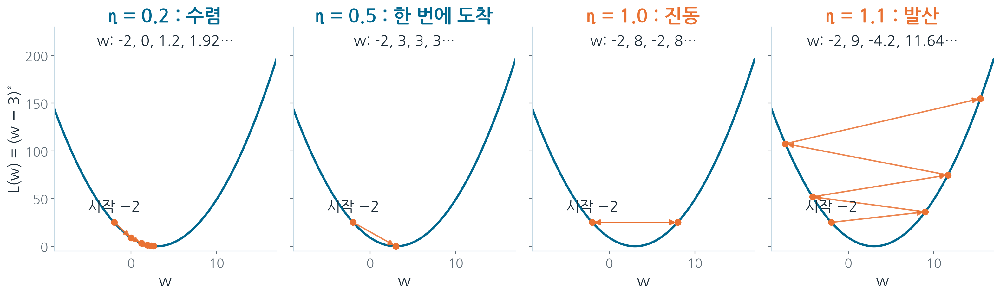 η = 0.2 : 수렴
w: -2, 0, 1.2, 1.92⋯
200
150
100
50
0
L(w) = (w − 3)²
시작 −2
0
10
w
η = 0.5 : 한 번에 도착
w: -2, 3, 3, 3⋯
시작 −2
0
10
w
η = 1.0 : 진동
w: -2, 8, -2, 8⋯
시작 −2
0
10
w
η = 1.1 : 발산
w: -2, 9, -4.2, 11.64⋯
시작 −2
0
10
w